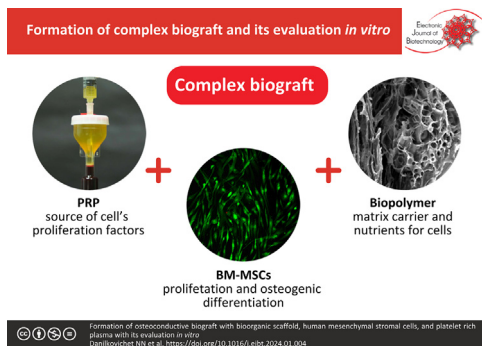 Formation of complex biograft and its evaluation in vitro
Electronic
Journal of
Biotechnology
Complex biograft
PRP
source of cell's
proliferation factors
BM-MSCs
prolifetation and osteogenic
differentiation
Biopolymer
matrix carrier and
nutrients for cells
cc
Formation of osteoconductive biograft with bioorganic scaffold, human mesenchymal stromal cells, and platelet rich
plasma with its evaluation in vitro
Danilkovichet NN et al. https://doi.org/10.1016/j.ejbt.2024.01.004